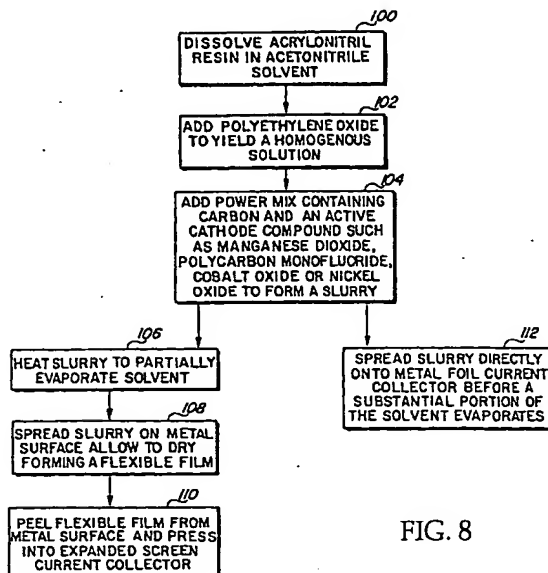 100
DISSOLVE ACRYLONITRIL
RESIN IN ACETONITRILE
SOLVENT
102
ADD POLYETHYLENE OXIDE
TO YIELD A HOMOGENOUS
SOLUTION
104
ADD POWER MIX CONTAINING
CARBON AND AN ACTIVE
CATHODE COMPOUND SUCH
AS MANGANESE DIOXIDE,
POLYCARBON MONOFLUORIDE,
COBALT OXIDE OR NICKEL
OXIDE TO FORM A SLURRY
106
HEAT SLURRY TO PARTIALLY
EVAPORATE SOLVENT
108
SPREAD SLURRY ON METAL
SURFACE ALLOW TO DRY
FORMING A FLEXIBLE FILM
110
PEEL FLEXIBLE FILM FROM
METAL SURFACE AND PRESS
INTO EXPANDED SCREEN
CURRENT COLLECTOR
112
SPREAD SLURRY DIRECTLY
ONTO METAL FOIL CURRENT
COLLECTOR BEFORE A
SUBSTANTIAL PORTION OF
THE SOLVENT EVAPORATES
FIG. 8